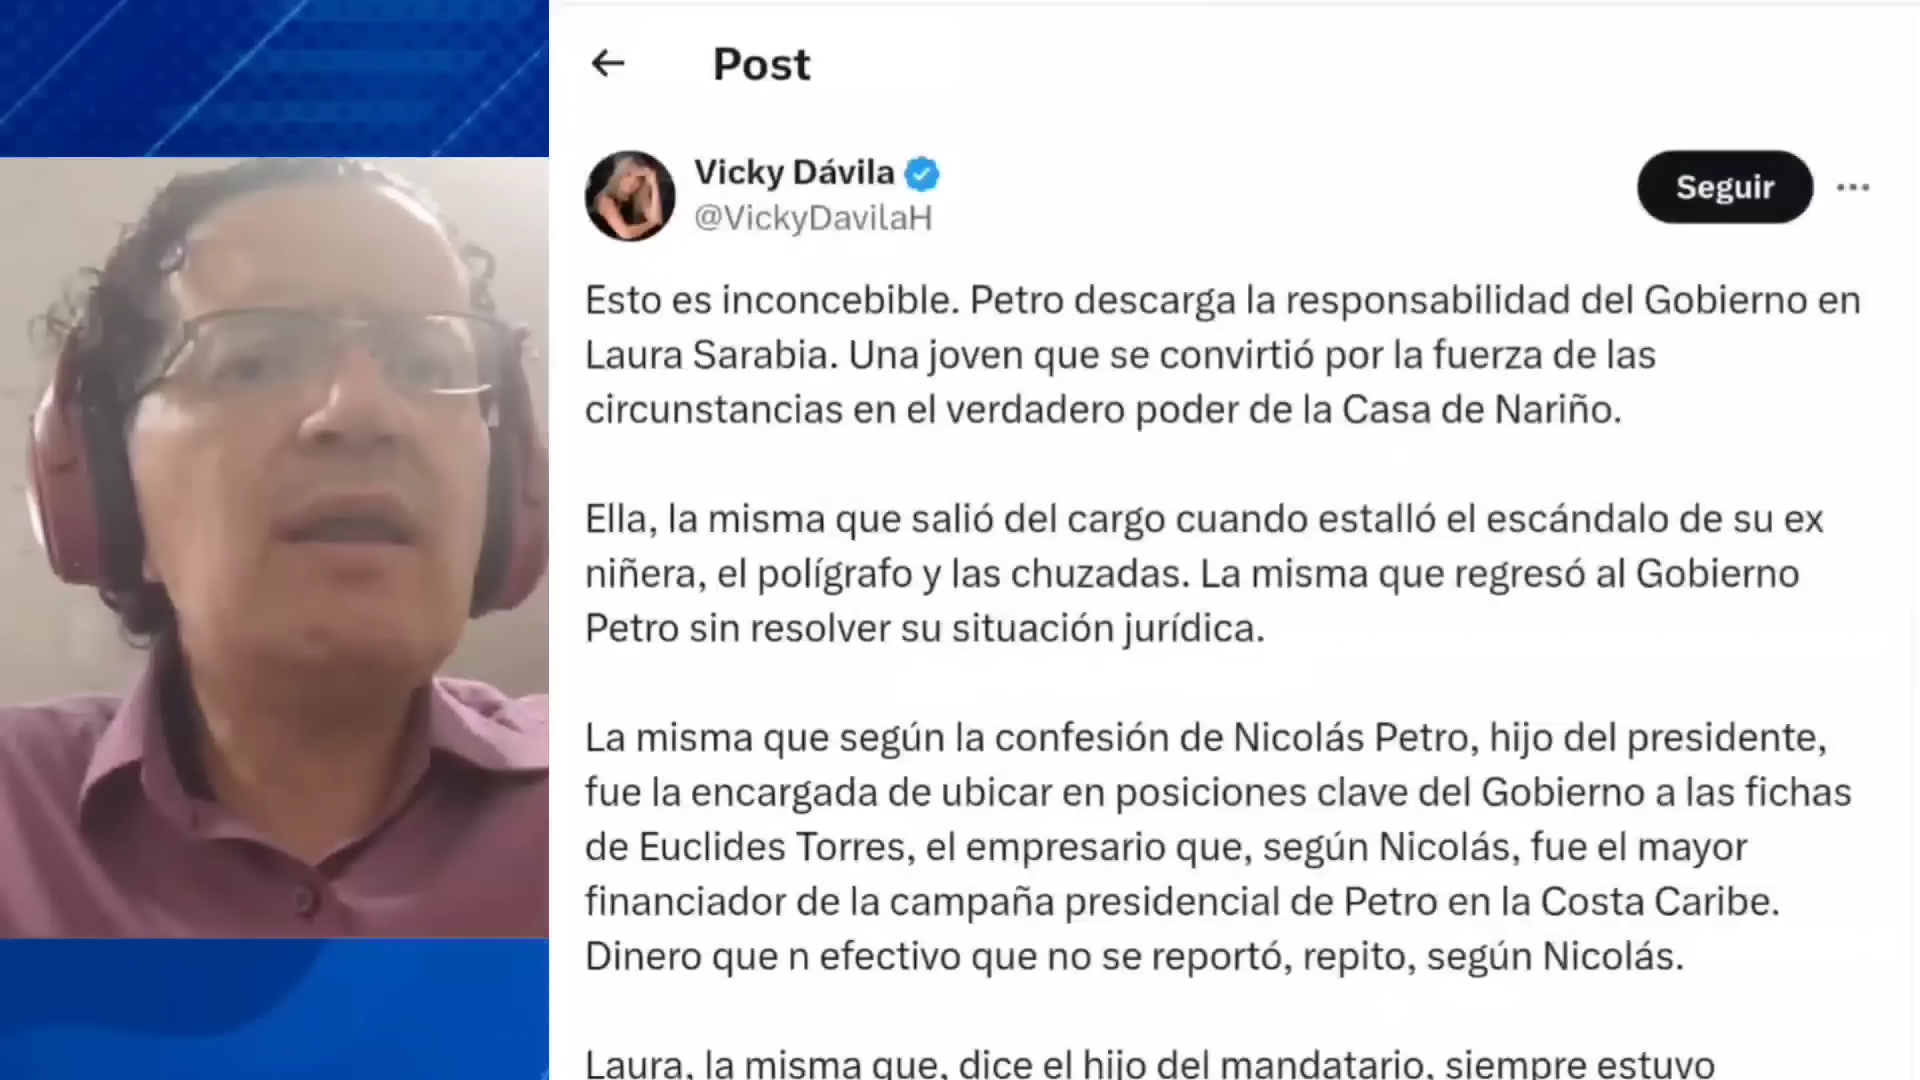 Post
Vicky Dávila
@VickyDavilaH
Seguir
Esto es inconcebible. Petro descarga la responsabilidad del Gobierno en
Laura Sarabia. Una joven que se convirtió por la fuerza de las
circunstancias en el verdadero poder de la Casa de Nariño.
Ella, la misma que salió del cargo cuando estalló el escándalo de su ex
niñera, el polígrafo y las chuzadas. La misma que regresó al Gobierno
Petro sin resolver su situación jurídica.
La misma que según la confesión de Nicolás Petro, hijo del presidente,
fue la encargada de ubicar en posiciones clave del Gobierno a las fichas
de Euclides Torres, el empresario que, según Nicolás, fue el mayor
financiador de la campaña presidencial de Petro en la Costa Caribe.
Dinero que n efectivo que no se reportó, repito, según Nicolás.
Laura, la misma que, dice el hijo del mandatario, siempre estuvo